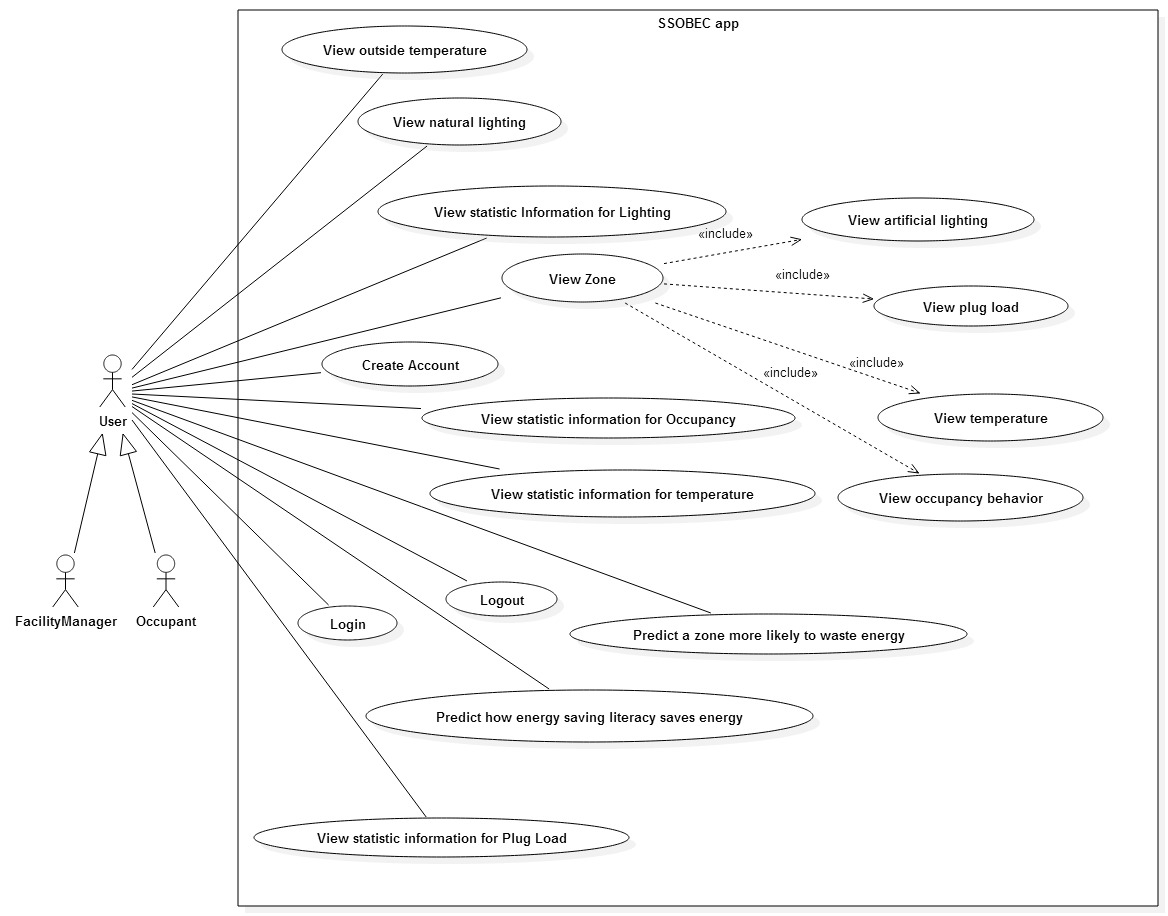 SSOBEC app
View outside temperature
View natural lighting
View statistic Information for Lighting
View artificial lighting
«include»
View Zone
«include»
View plug load
Create Account
«include»
«include»
View statistic information for Occupancy
View temperature
User
View statistic information for temperature
View occupancy behavior
Logout
FacilityManager
Occupant
Login
Predict a zone more likely to waste energy
Predict how energy saving literacy saves energy
View statistic information for Plug Load